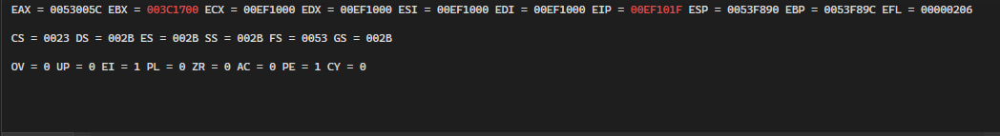 EAX = 0053005C EBX = 003C1700 ECX = 00EF1000 EDX = 00EF1000 ESI = 00EF1000 EDI = 00EF1000 EIP = 00EF101F ESP = 0053F890 EBP = 0053F89C EFL = 00000206
CS = 0023 DS = 002B ES = 002B SS = 002B FS = 0053 GS = 002B
OV = 0 UP = 0 EI = 1 PL = 0 ZR = 0 AC = 0 PE = 1 CY = 0